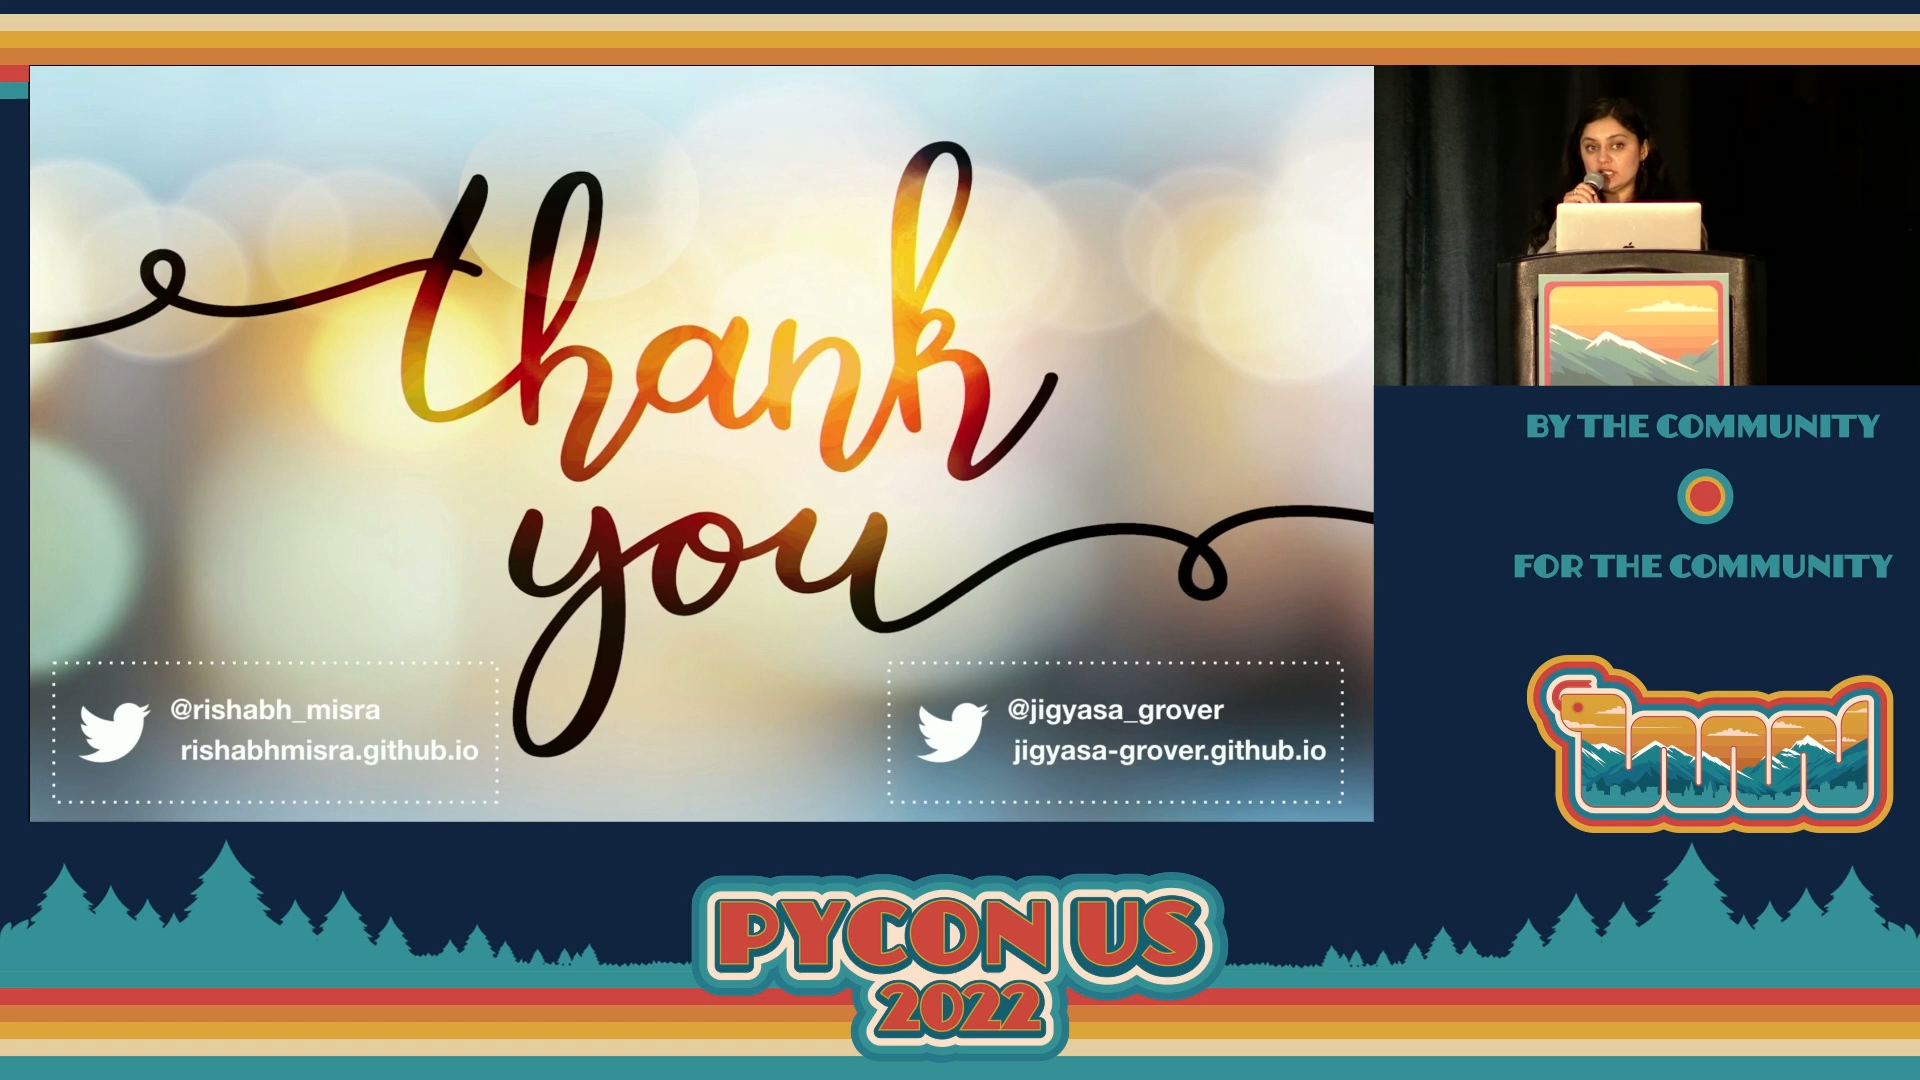 thank
you
@rishabh_misra
rishabhmisra.github.io
@jigyasa_grover
jigyasa-grover.github.io
BY THE COMMUNITY
FOR THE COMMUNITY
PYCON US
2022